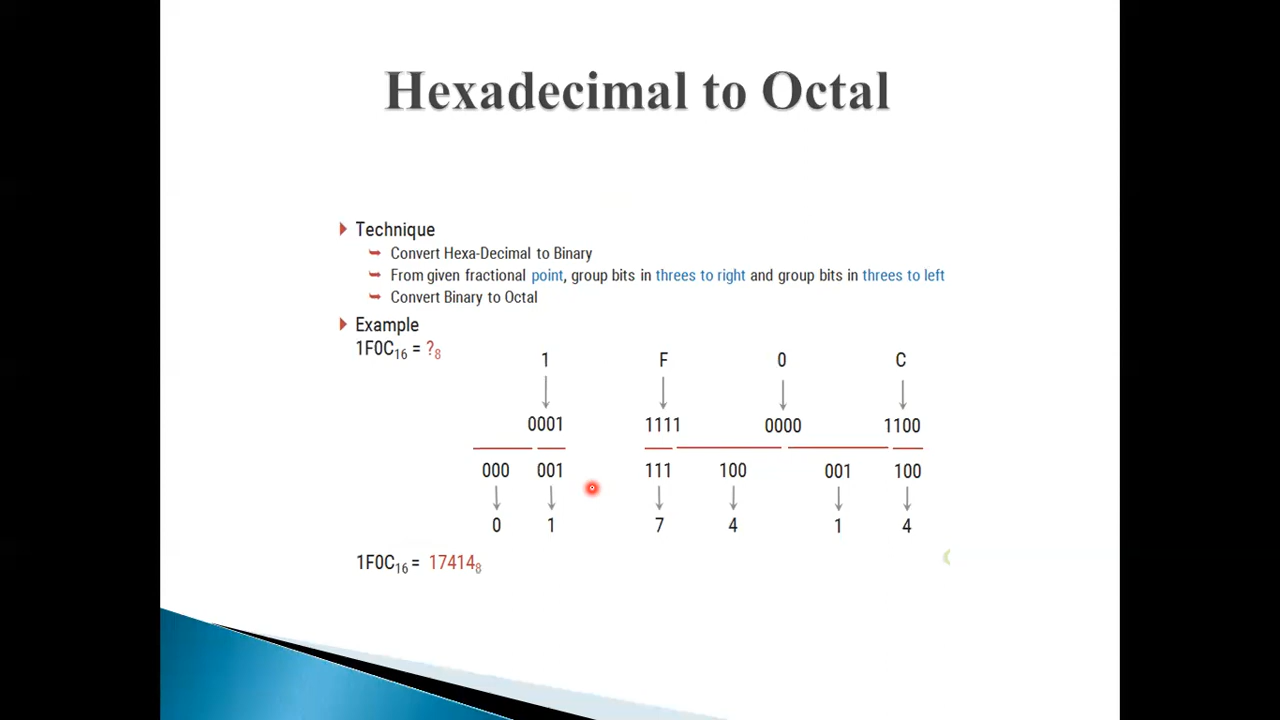 Hexadecimal to Octal
Technique
Convert Hexa-Decimal to Binary
From given fractional point, group bits in threes to right and group bits in threes to left
Convert Binary to Octal
Example
1F0C₁₆ = ?₈
1 F 0 C
0001 1111 0000 1100
000 001 111 100 001 100
0 1 7 4 1 4
1F0C₁₆ = 17414₈